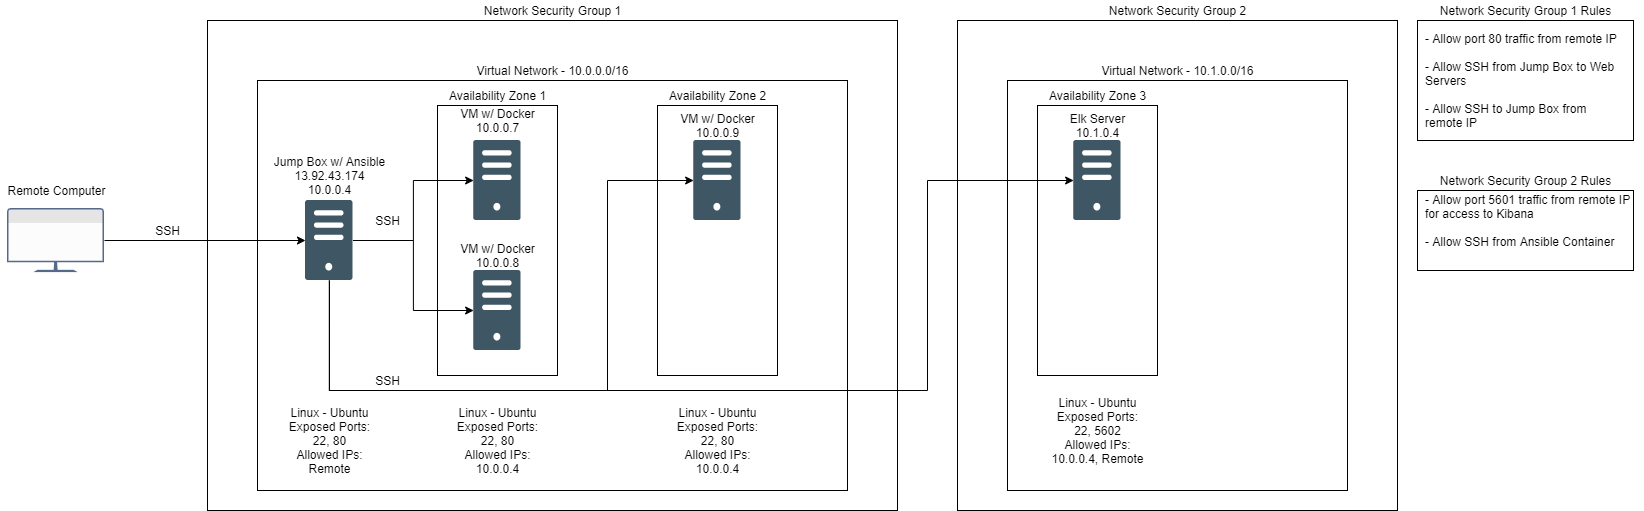 Network Security Group 1
Network Security Group 2
Network Security Group 1 Rules
- Allow port 80 traffic from remote IP
- Allow SSH from Jump Box to Web
Servers
- Allow SSH to Jump Box from
remote IP
Virtual Network - 10.0.0.0/16
Virtual Network - 10.1.0.0/16
Availability Zone 1
VM w/ Docker
10.0.0.7
Availability Zone 2
VM w/ Docker
10.0.0.9
Availability Zone 3
Elk Server
10.1.0.4
Jump Box w/ Ansible
13.92.43.174
10.0.0.4
Remote Computer
SSH
SSH
VM w/ Docker
10.0.0.8
SSH
Network Security Group 2 Rules
- Allow port 5601 traffic from remote IP
for access to Kibana
- Allow SSH from Ansible Container
Linux - Ubuntu
Exposed Ports:
22, 80
Allowed IPs:
Remote
Linux - Ubuntu
Exposed Ports:
22, 80
Allowed IPs:
10.0.0.4
Linux - Ubuntu
Exposed Ports:
22, 80
Allowed IPs:
10.0.0.4
Linux - Ubuntu
Exposed Ports:
22, 5602
Allowed IPs:
10.0.0.4, Remote